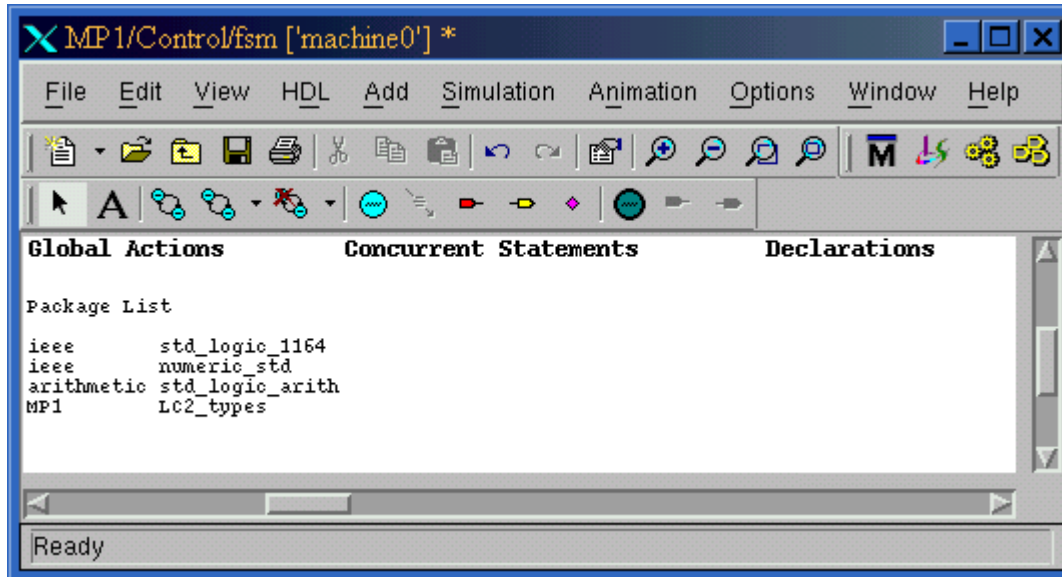 MP1/Control/fsm ['machine0'] *
File Edit View HDL Add Simulation Animation Options Window Help
A M
Global Actions Concurrent Statements Declarations
Package List
ieee std_logic_1164
ieee numeric_std
arithmetic std_logic_arith
MP1 LC2_types
Ready